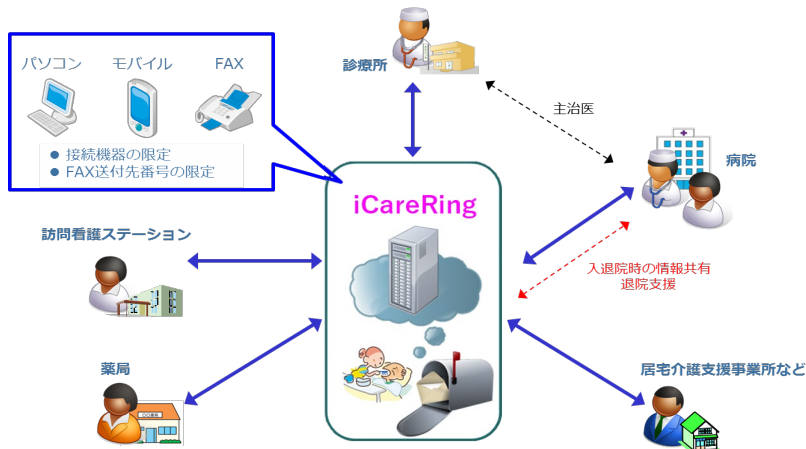 診療所
パソコン
モバイル
FAX
● 接続機器の限定
● FAX送付先番号の限定
主治医
病院
iCareRing
訪問看護ステーション
入退院時の情報共有
退院支援
薬局
居宅介護支援事業所など